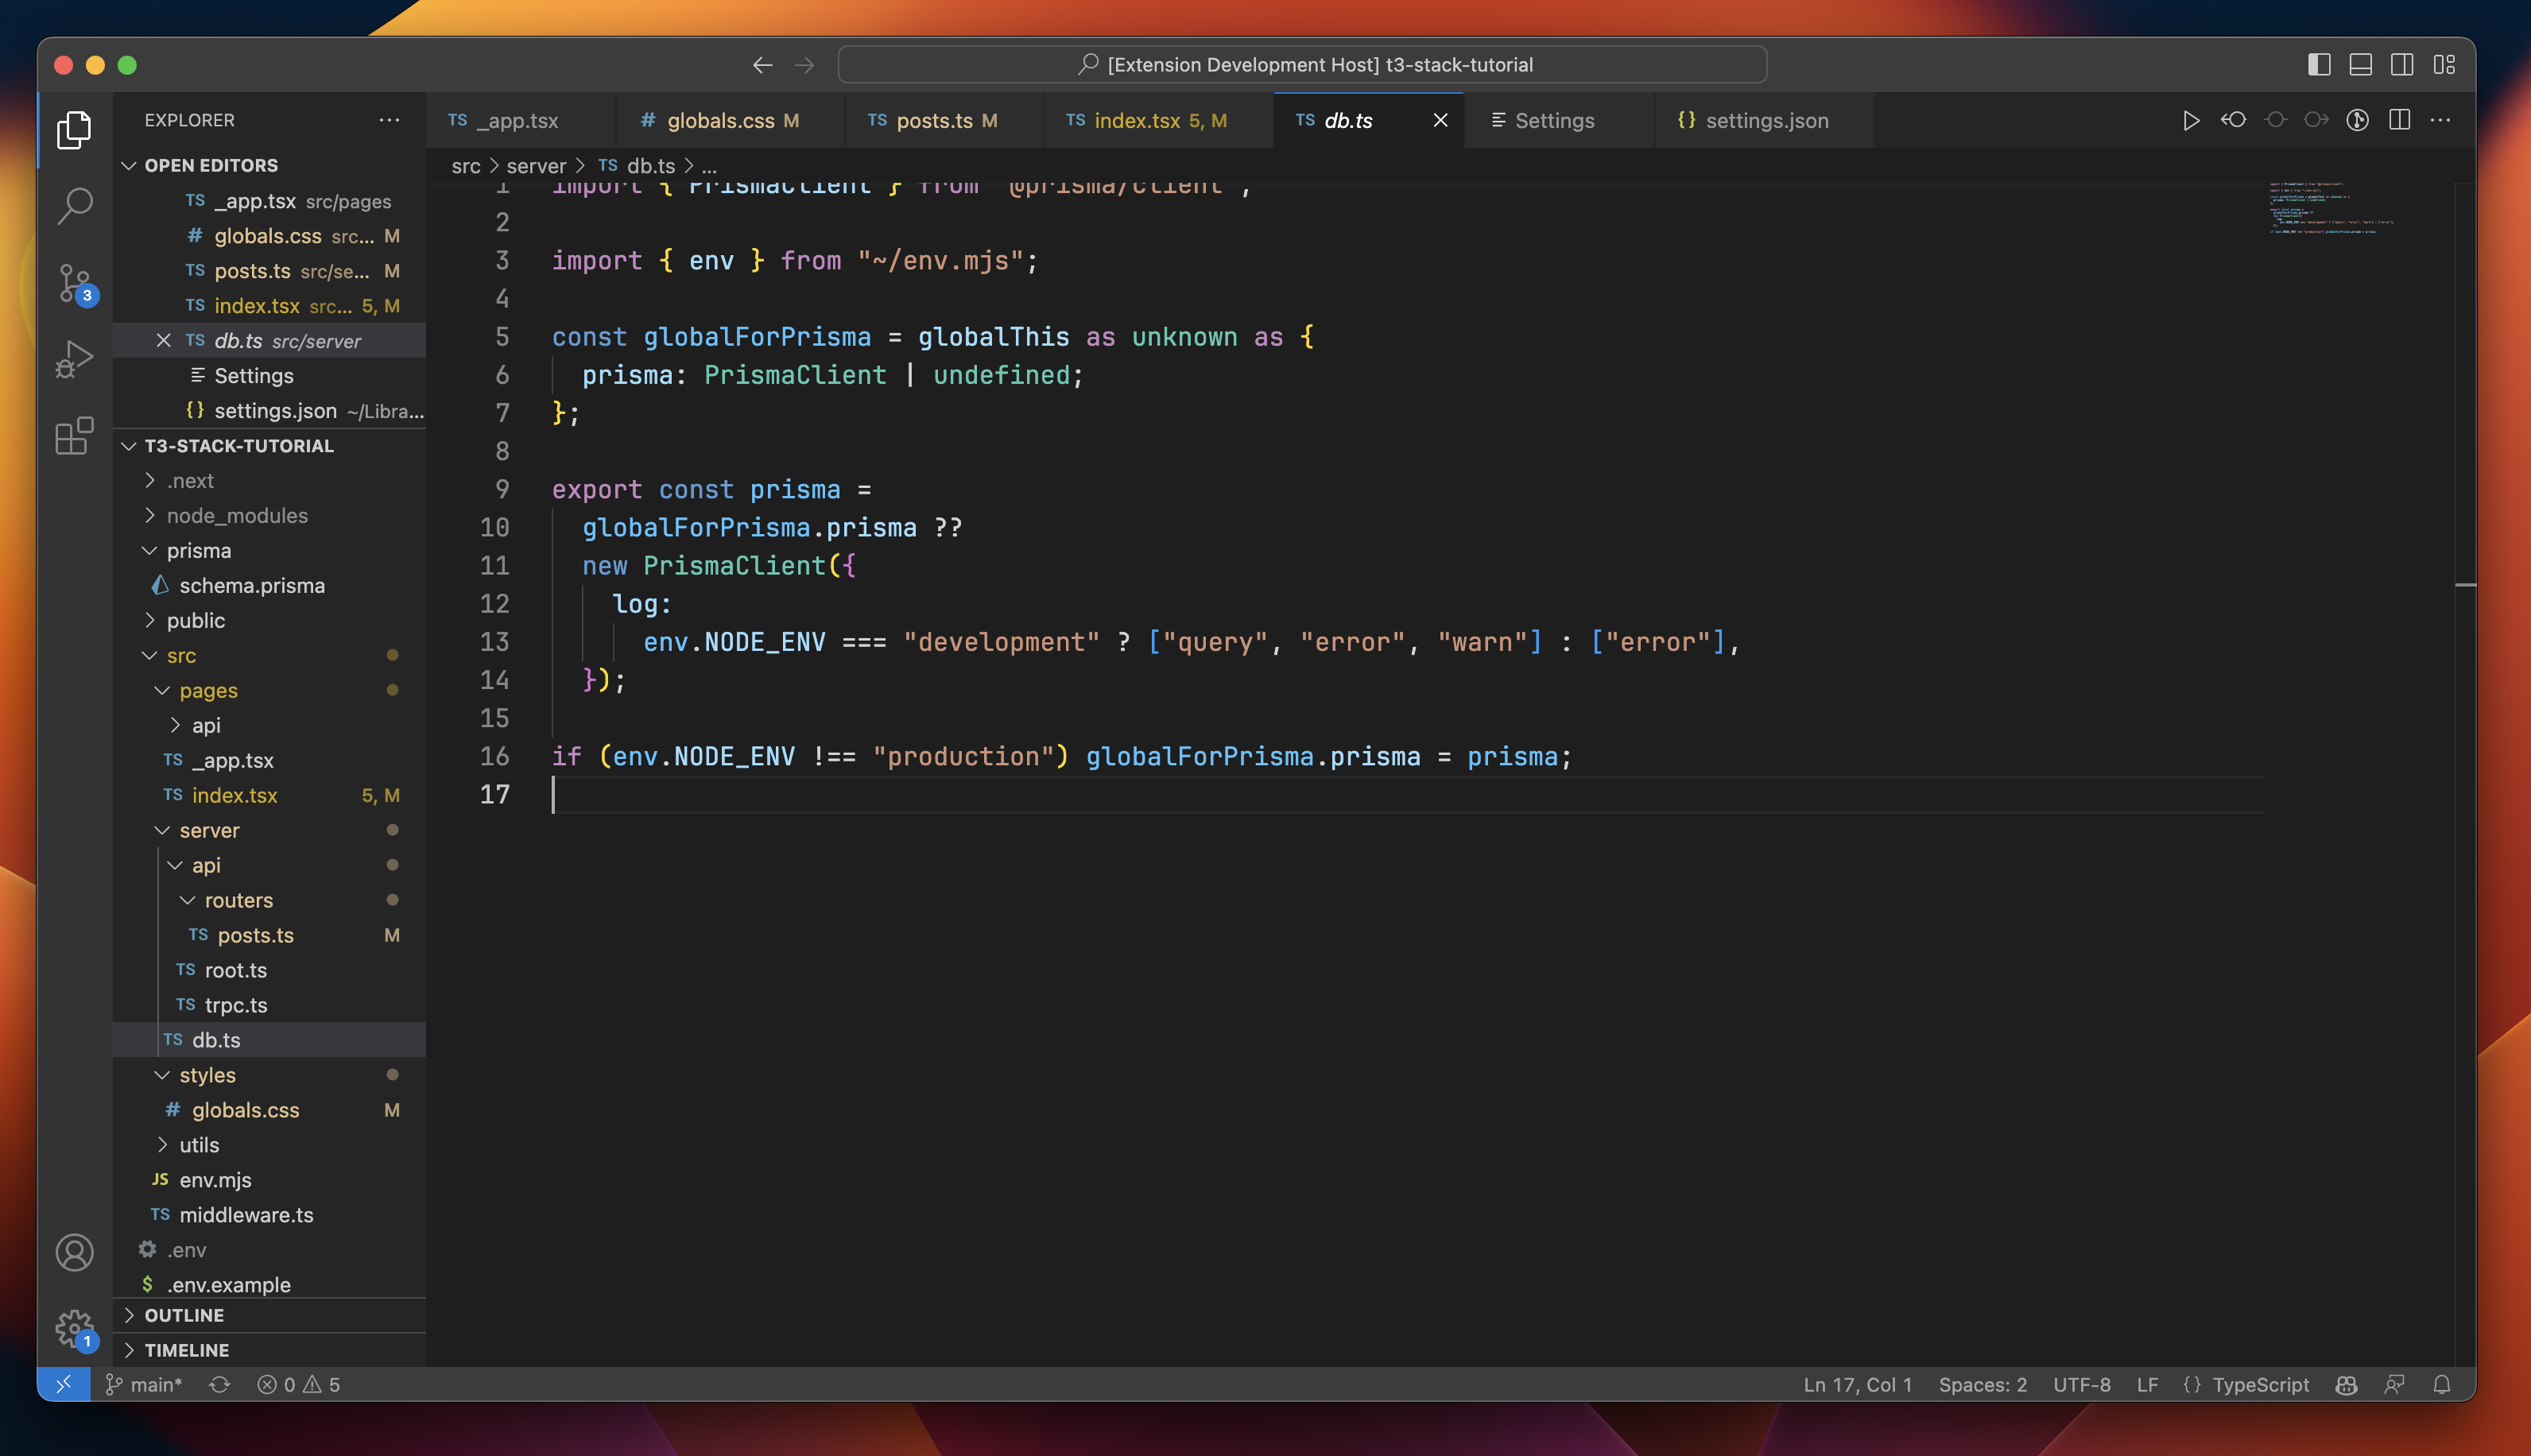 [Extension Development Host] t3-stack-tutorial
EXPLORER
OPEN EDITORS
TS _app.tsx src/pages
# globals.css src... M
TS posts.ts src/se... M
TS index.tsx src... 5, M
TS db.ts src/server
Settings
{} settings.json ~/Libra...
T3-STACK-TUTORIAL
.next
node_modules
prisma
schema.prisma
public
src
pages
api
TS _app.tsx
TS index.tsx 5, M
server
api
routers
TS posts.ts M
TS root.ts
TS trpc.ts
TS db.ts
styles
# globals.css M
utils
JS env.mjs
TS middleware.ts
.env
$ .env.example
OUTLINE
TIMELINE
3
1
TS _app.tsx
# globals.css M
TS posts.ts M
TS index.tsx 5, M
TS db.ts
Settings
{} settings.json
src > server > TS db.ts > ...
1 import { PrismaClient } from "@prisma/client";
2
3 import { env } from "~/env.mjs";
4
5 const globalForPrisma = globalThis as unknown as {
6 prisma: PrismaClient | undefined;
7 };
8
9 export const prisma =
10 globalForPrisma.prisma ??
11 new PrismaClient({
12 log:
13 env.NODE_ENV === "development" ? ["query", "error", "warn"] : ["error"],
14 });
15
16 if (env.NODE_ENV !== "production") globalForPrisma.prisma = prisma;
17
main* 0 5
Ln 17, Col 1 Spaces: 2 UTF-8 LF {} TypeScript